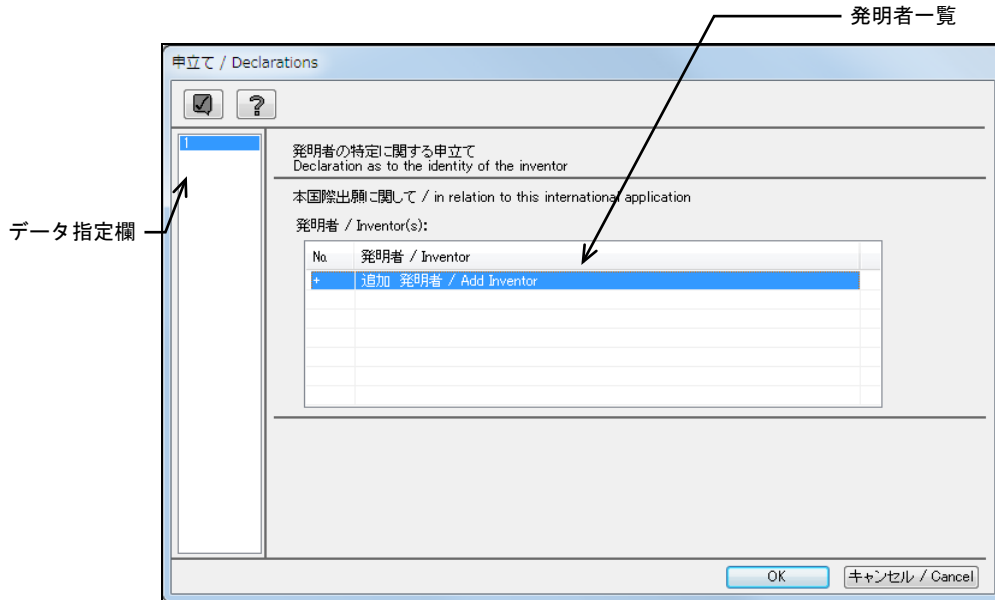 発明者一覧
申立て / Declarations
1
発明者の特定に関する申立て
Declaration as to the identity of the inventor
本国際出願に関して / in relation to this international application
データ指定欄
発明者 / Inventor(s):
No. 発明者 / Inventor
+ 追加 発明者 / Add Inventor
OK キャンセル / Cancel